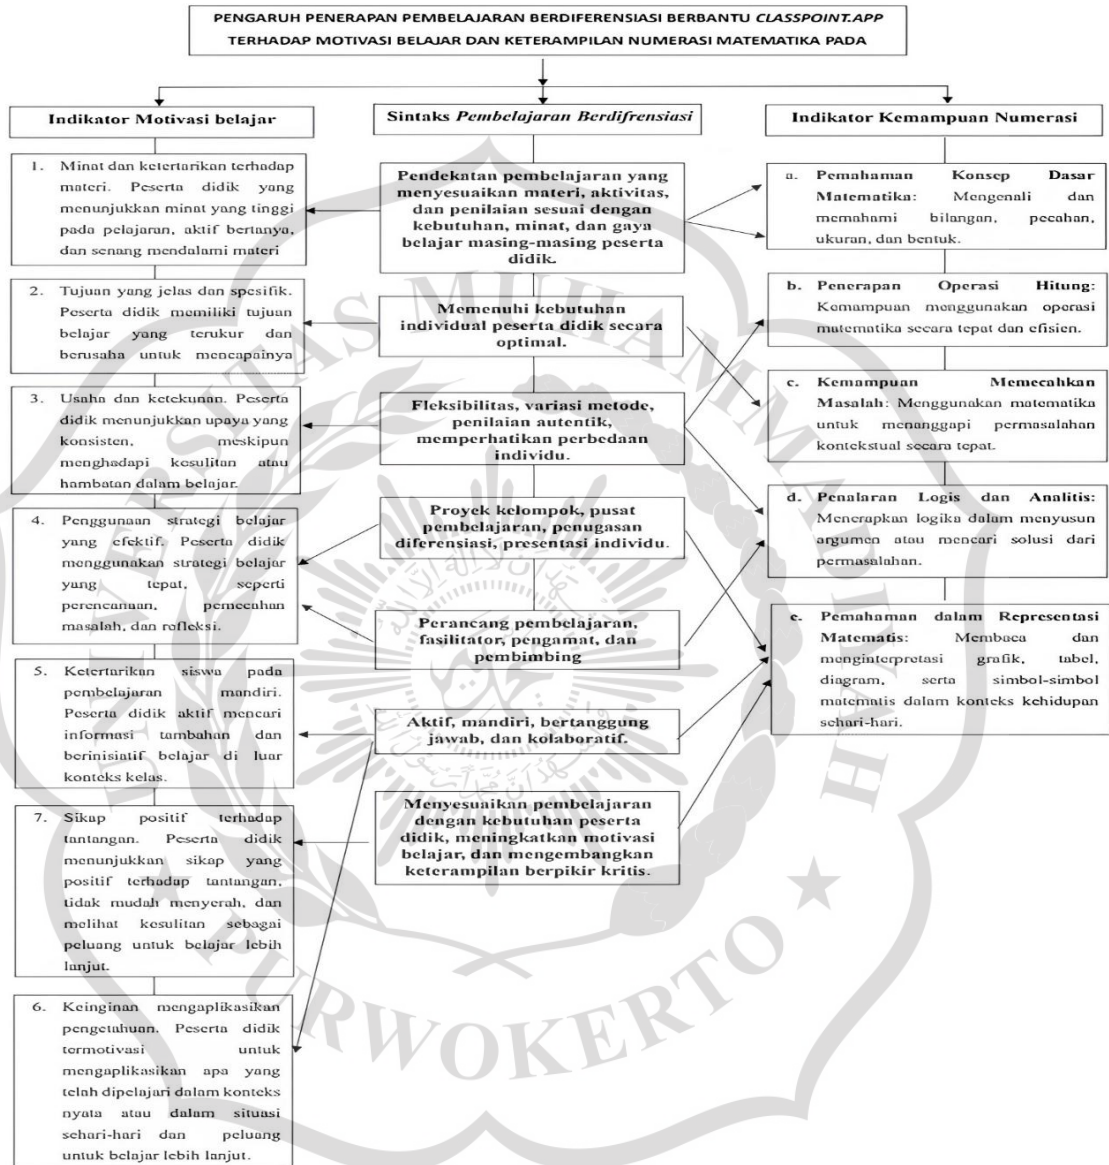 PENGARUH PENERAPAN PEMBELAJARAN BERDIFERENSIASI BERBANTU CLASSPOINT.APP
TERHADAP MOTIVASI BELAJAR DAN KETERAMPILAN NUMERASI MATEMATIKA PADA
Indikator Motivasi belajar
1. Minat dan ketertarikan terhadap
materi. Peserta didik yang
menunjukkan minat yang tinggi
pada pelajaran, aktif bertanya,
dan senang mendalami materi
2. Tujuan yang jelas dan spesifik.
Peserta didik memiliki tujuan
belajar yang terukur dan
berusaha untuk mencapainya
3. Usaha dan ketekunan. Peserta
didik menunjukkan upaya yang
konsisten, meskipun
menghadapi kesulitan atau
hambatan dalam belajar.
4. Penggunaan strategi belajar
yang efektif. Peserta didik
menggunakan strategi belajar
yang tepat, seperti
perencanaan, pemecahan
masalah, dan refleksi.
5. Ketertarikan siswa pada
pembelajaran mandiri.
Peserta didik aktif mencari
informasi tambahan dan
berinisiatif belajar di luar
konteks kelas.
7. Sikap positif terhadap
tantangan. Peserta didik
menunjukkan sikap yang
positif terhadap tantangan,
tidak mudah menyerah, dan
melihat kesulitan sebagai
peluang untuk belajar lebih
lanjut.
6. Keinginan mengaplikasikan
pengetahuan. Peserta didik
termotivasi untuk
mengaplikasikan apa yang
telah dipelajari dalam konteks
nyata atau dalam situasi
sehari-hari dan peluang
untuk belajar lebih lanjut.
Sintaks Pembelajaran Berdifrensiasi
Pendekatan pembelajaran yang
menyesuaikan materi, aktivitas,
dan penilaian sesuai dengan
kebutuhan, minat, dan gaya
belajar masing-masing peserta
didik.
Memenuhi kebutuhan
individual peserta didik secara
optimal.
Fleksibilitas, variasi metode,
penilaian autentik,
memperhatikan perbedaan
individu.
Proyek kelompok, pusat
pembelajaran, penugasan
diferensiasi, presentasi individu.
Perancang pembelajaran,
fasilitator, pengamat, dan
pembimbing
Aktif, mandiri, bertanggung
jawab, dan kolaboratif.
Menyesuaikan pembelajaran
dengan kebutuhan peserta
didik, meningkatkan motivasi
belajar, dan mengembangkan
keterampilan berpikir kritis.
Indikator Kemampuan Numerasi
a. Pemahaman Konsep Dasar
Matematika: Mengenali dan
memahami bilangan, pecahan,
ukuran, dan bentuk.
b. Penerapan Operasi Hitung:
Kemampuan menggunakan operasi
matematika secara tepat dan efisien.
c. Kemampuan Memecahkan
Masalah: Menggunakan matematika
untuk menanggapi permasalahan
kontekstual secara tepat.
d. Penalaran Logis dan Analitis:
Menerapkan logika dalam menyusun
argumen atau mencari solusi dari
permasalahan.
e. Pemahaman dalam Representasi
Matematis: Membaca dan
menginterpretasi grafik, tabel,
diagram, serta simbol-simbol
matematis dalam konteks kehidupan
sehari-hari.
UNIVERSITAS MUHAMMADIYAH
PURWOKERTO